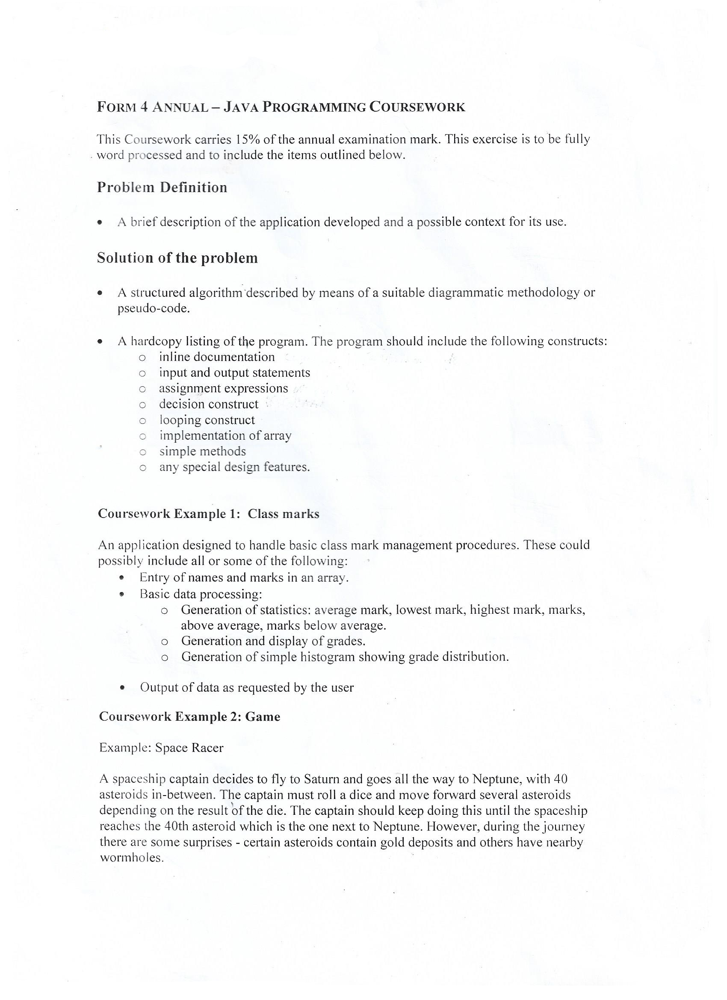 FORM 4 ANNUAL – JAVA PROGRAMMING COURSEWORK
This Coursework carries 15% of the annual examination mark. This exercise is to be fully
word processed and to include the items outlined below.
Problem Definition
• A brief description of the application developed and a possible context for its use.
Solution of the problem
• A structured algorithm described by means of a suitable diagrammatic methodology or
pseudo-code.
• A hardcopy listing of the program. The program should include the following constructs:
o inline documentation
o input and output statements
o assignment expressions
o decision construct
o looping construct
o implementation of array
o simple methods
o any special design features.
Coursework Example 1: Class marks
An application designed to handle basic class mark management procedures. These could
possibly include all or some of the following:
• Entry of names and marks in an array.
• Basic data processing:
o Generation of statistics: average mark, lowest mark, highest mark, marks,
above average, marks below average.
o Generation and display of grades.
o Generation of simple histogram showing grade distribution.
• Output of data as requested by the user
Coursework Example 2: Game
Example: Space Racer
A spaceship captain decides to fly to Saturn and goes all the way to Neptune, with 40
asteroids in-between. The captain must roll a dice and move forward several asteroids
depending on the result of the die. The captain should keep doing this until the spaceship
reaches the 40th asteroid which is the one next to Neptune. However, during the journey
there are some surprises - certain asteroids contain gold deposits and others have nearby
wormholes.